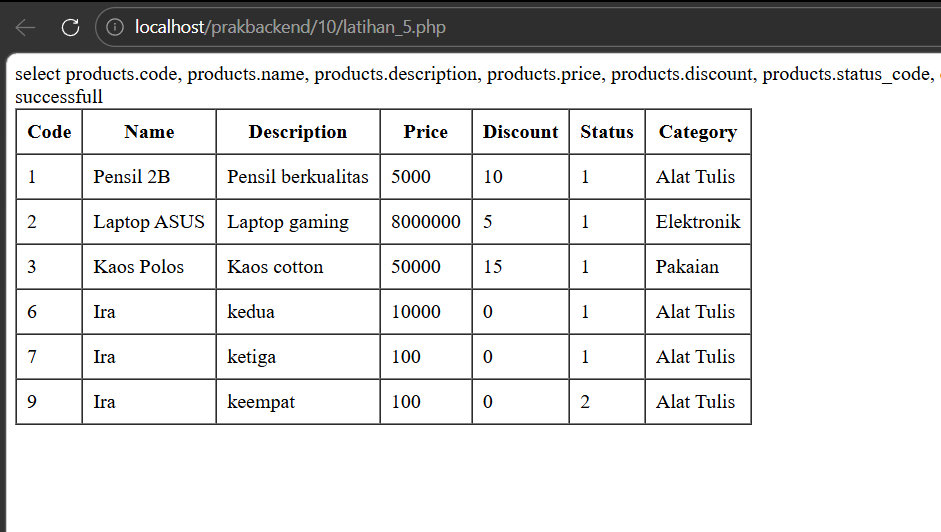 localhost/prakbackend/10/latihan_5.php
select products.code, products.name, products.description, products.price, products.discount, products.status_code,
successfull
Code Name Description Price Discount Status Category
1 Pensil 2B Pensil berkualitas 5000 10 1 Alat Tulis
2 Laptop ASUS Laptop gaming 8000000 5 1 Elektronik
3 Kaos Polos Kaos cotton 50000 15 1 Pakaian
6 Ira kedua 10000 0 1 Alat Tulis
7 Ira ketiga 100 0 1 Alat Tulis
9 Ira keempat 100 0 2 Alat Tulis